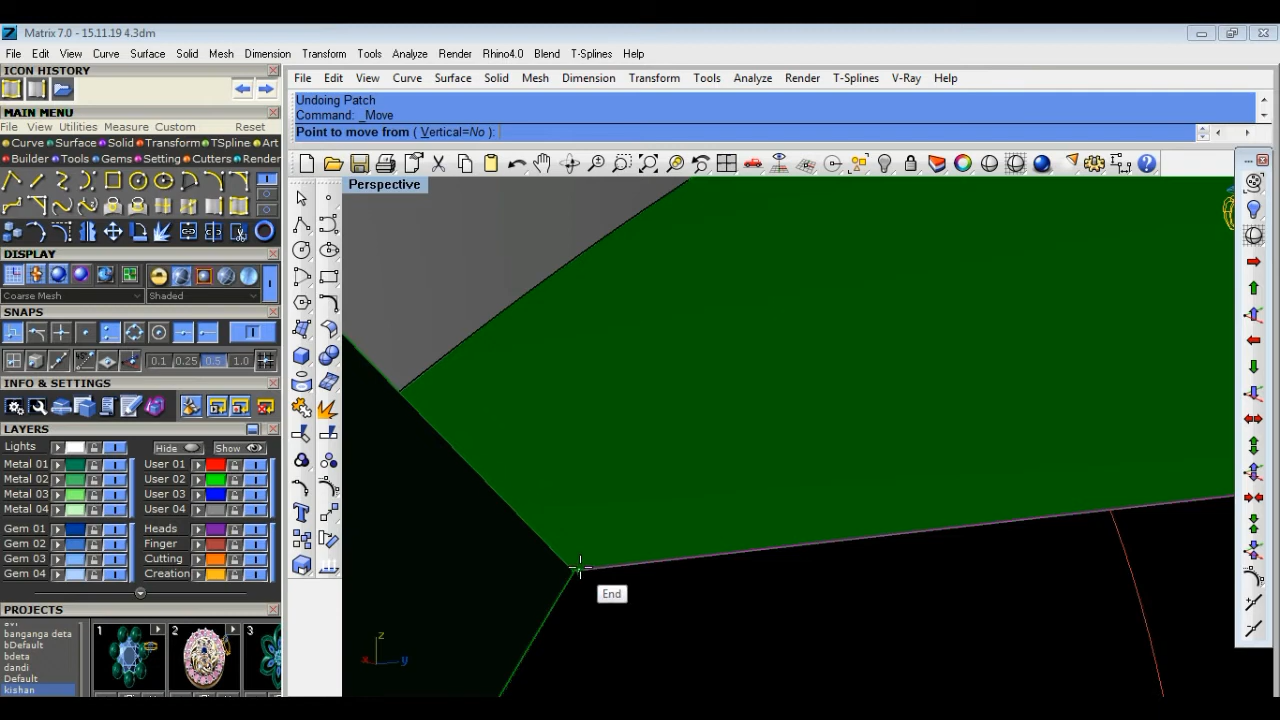 Matrix 7.0 - 15.11.19 4.3dm
File Edit View Curve Surface Solid Mesh Dimension Transform Tools Analyze Render Rhino4.0 Blend T-Splines Help
ICON HISTORY
MAIN MENU
File View Utilities Measure Custom Reset
Curve Surface Solid Transform TSpline Art
Builder Tools Gems Setting Cutters Render
DISPLAY
Coarse Mesh Shaded
SNAPS
0.1 0.25 0.5 1.0
INFO & SETTINGS
LAYERS
Lights Hide Show
Metal 01 User 01
Metal 02 User 02
Metal 03 User 03
Metal 04 User 04
Gem 01 Heads
Gem 02 Finger
Gem 03 Cutting
Gem 04 Creation
PROJECTS
banganga deta
bDefault
bdeta
dandi
Default
kishan
1 2 3
File Edit View Curve Surface Solid Mesh Dimension Transform Tools Analyze Render T-Splines V-Ray Help
Undoing Patch
Command: _Move
Point to move from ( Vertical=No ):
Perspective
End
z
x y